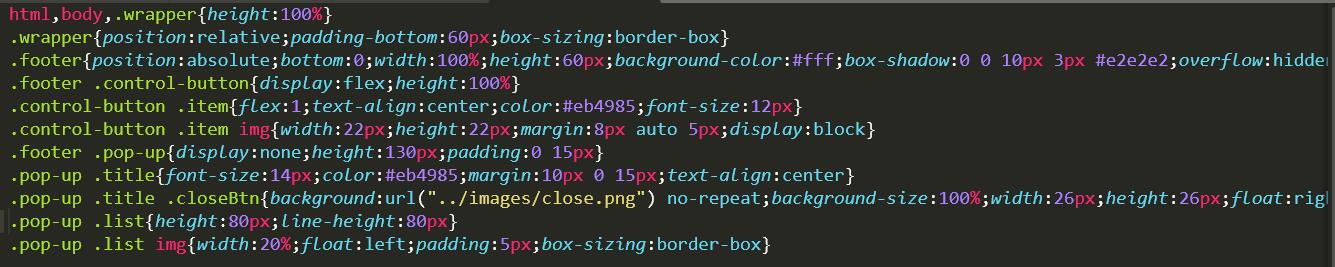 html,body,.wrapper{height:100%}
.wrapper{position:relative;padding-bottom:60px;box-sizing:border-box}
.footer{position:absolute;bottom:0;width:100%;height:60px;background-color:#fff;box-shadow:0 0 10px 3px #e2e2e2;overflow:hidde
.footer .control-button{display:flex;height:100%}
.control-button .item{flex:1;text-align:center;color:#eb4985;font-size:12px}
.control-button .item img{width:22px;height:22px;margin:8px auto 5px;display:block}
.footer .pop-up{display:none;height:130px;padding:0 15px}
.pop-up .title{font-size:14px;color:#eb4985;margin:10px 0 15px;text-align:center}
.pop-up .title .closeBtn{background:url("../images/close.png") no-repeat;background-size:100%;width:26px;height:26px;float:rig
.pop-up .list{height:80px;line-height:80px}
.pop-up .list img{width:20%;float:left;padding:5px;box-sizing:border-box}